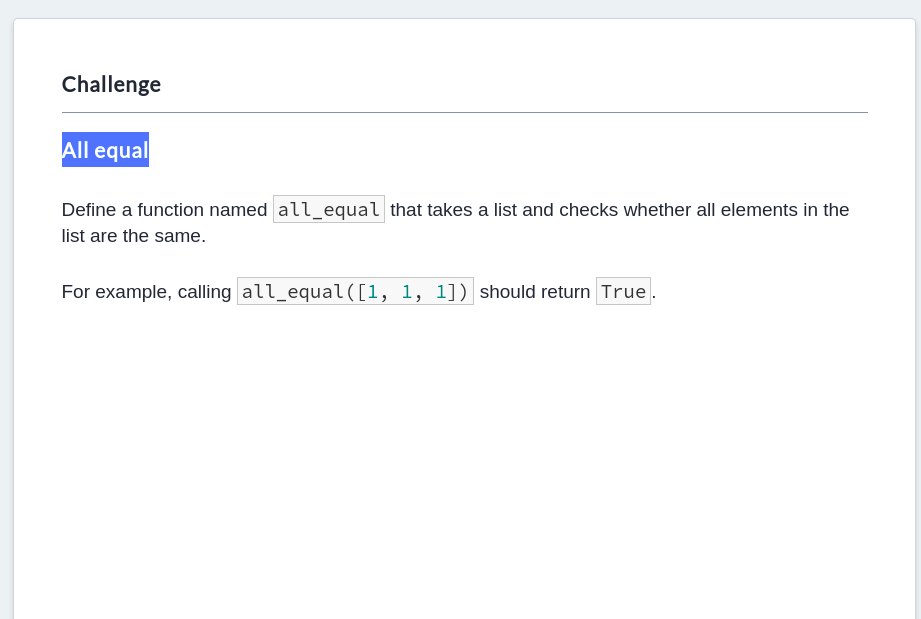 Challenge
All equal
Define a function named all_equal that takes a list and checks whether all elements in the
list are the same.
For example, calling all_equal([1, 1, 1]) should return True.